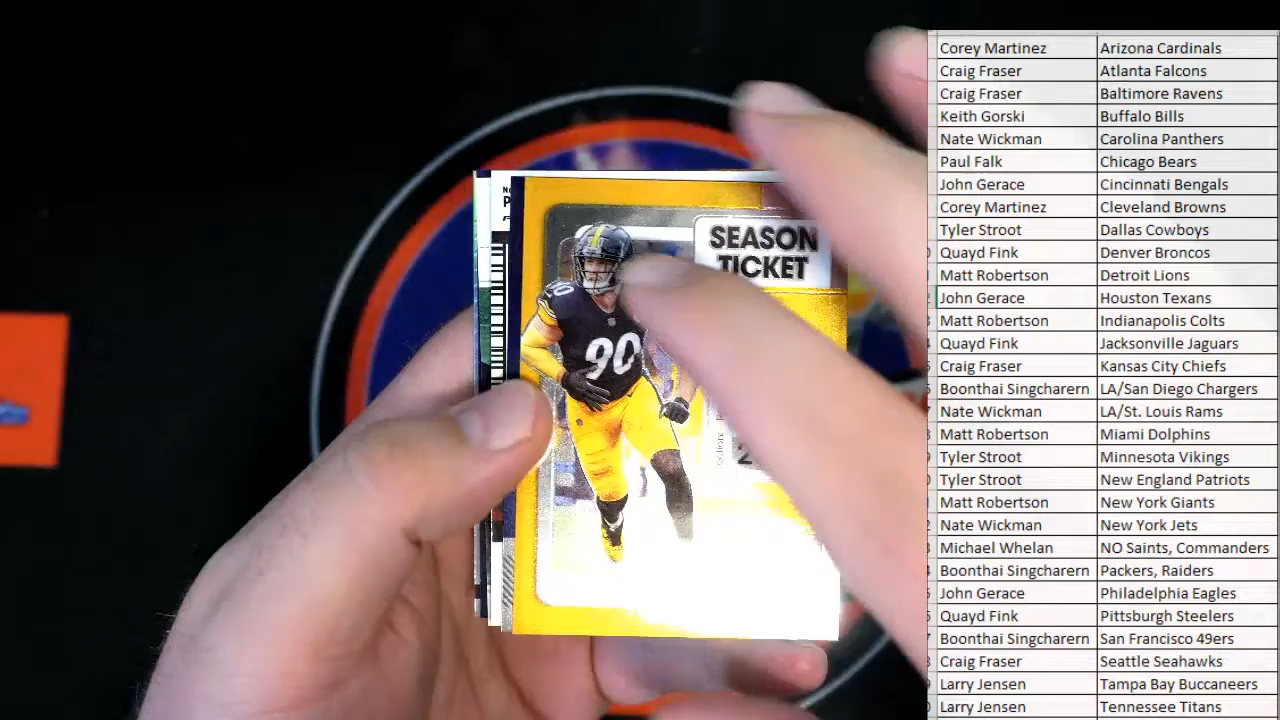 SEASON
TICKET
90
90
Corey Martinez Arizona Cardinals
Craig Fraser Atlanta Falcons
Craig Fraser Baltimore Ravens
Keith Gorski Buffalo Bills
Nate Wickman Carolina Panthers
Paul Falk Chicago Bears
John Gerace Cincinnati Bengals
Corey Martinez Cleveland Browns
Tyler Stroot Dallas Cowboys
Quayd Fink Denver Broncos
Matt Robertson Detroit Lions
John Gerace Houston Texans
Matt Robertson Indianapolis Colts
Quayd Fink Jacksonville Jaguars
Craig Fraser Kansas City Chiefs
Boonthai Singcharern LA/San Diego Chargers
Nate Wickman LA/St. Louis Rams
Matt Robertson Miami Dolphins
Tyler Stroot Minnesota Vikings
Tyler Stroot New England Patriots
Matt Robertson New York Giants
Nate Wickman New York Jets
Michael Whelan NO Saints, Commanders
Boonthai Singcharern Packers, Raiders
John Gerace Philadelphia Eagles
Quayd Fink Pittsburgh Steelers
Boonthai Singcharern San Francisco 49ers
Craig Fraser Seattle Seahawks
Larry Jensen Tampa Bay Buccaneers
Larry Jensen Tennessee Titans